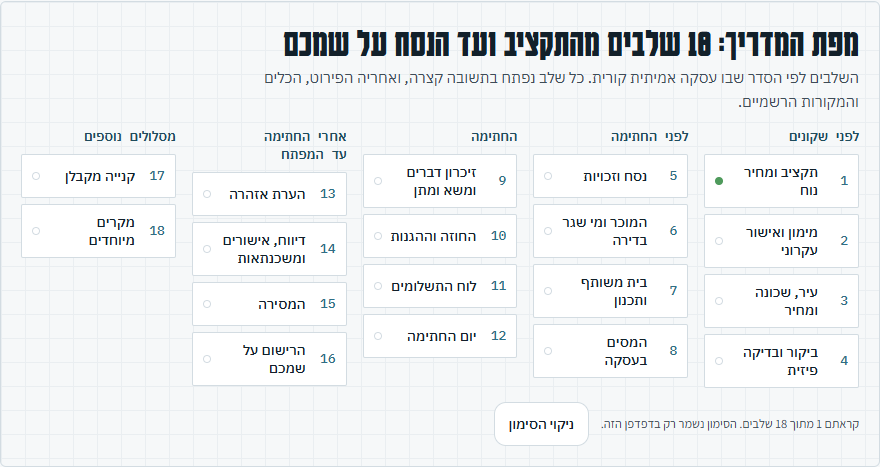 מפת המדריך: 18 שלבים מהתקציב ועד הנסח על שמכם
השלבים לפי הסדר שבו עסקה אמיתית קורית. כל שלב נפתח בתשובה קצרה, ואחריה הפירוט, הכלים
והמקורות הרשמיים.
לפני שקונים
1 תקציב ומחיר
נוח
2 מימון ואישור
עקרוני
3 עיר, שכונה
ומחיר
4 ביקור ובדיקה
פיזית
לפני החתימה
5 נסח וזכויות
6 המוכר ומי שגר
בדירה
7 בית משותף
ותכנון
8 המסים
בעסקה
החתימה
9 זיכרון דברים
ומשא ומתן
10 החוזה וההגנות
11 לוח התשלומים
12 יום החתימה
אחרי החתימה
עד המפתח
13 הערת אזהרה
14 דיווח, אישורים
ומשכנתאות
15 המסירה
16 הרישום על
שמכם
מסלולים נוספים
17 קנייה מקבלן
18 מקרים
מיוחדים
קראתם 1 מתוך 18 שלבים. הסימון נשמר רק בדפדפן הזה.
ניקוי הסימון